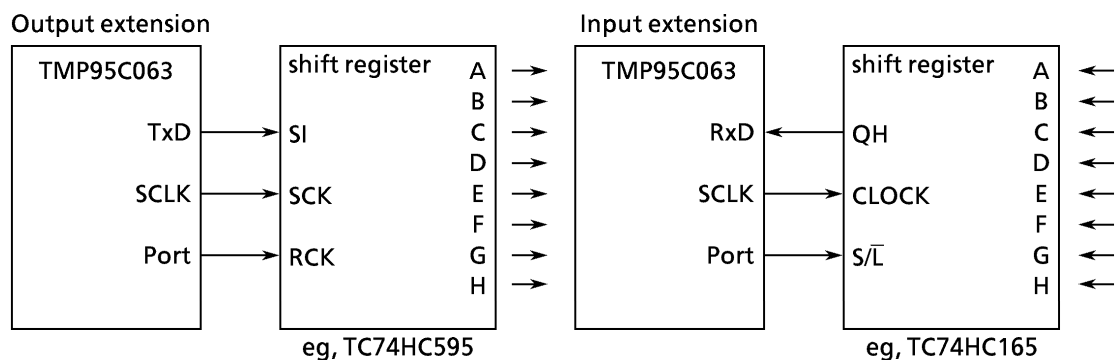 Output extension
TMP95C063
TxD
SCLK
Port
shift register
SI
SCK
RCK
A
B
C
D
E
F
G
H
eg, TC74HC595
Input extension
TMP95C063
RxD
SCLK
Port
shift register
QH
CLOCK
S/L̅
A
B
C
D
E
F
G
H
eg, TC74HC165